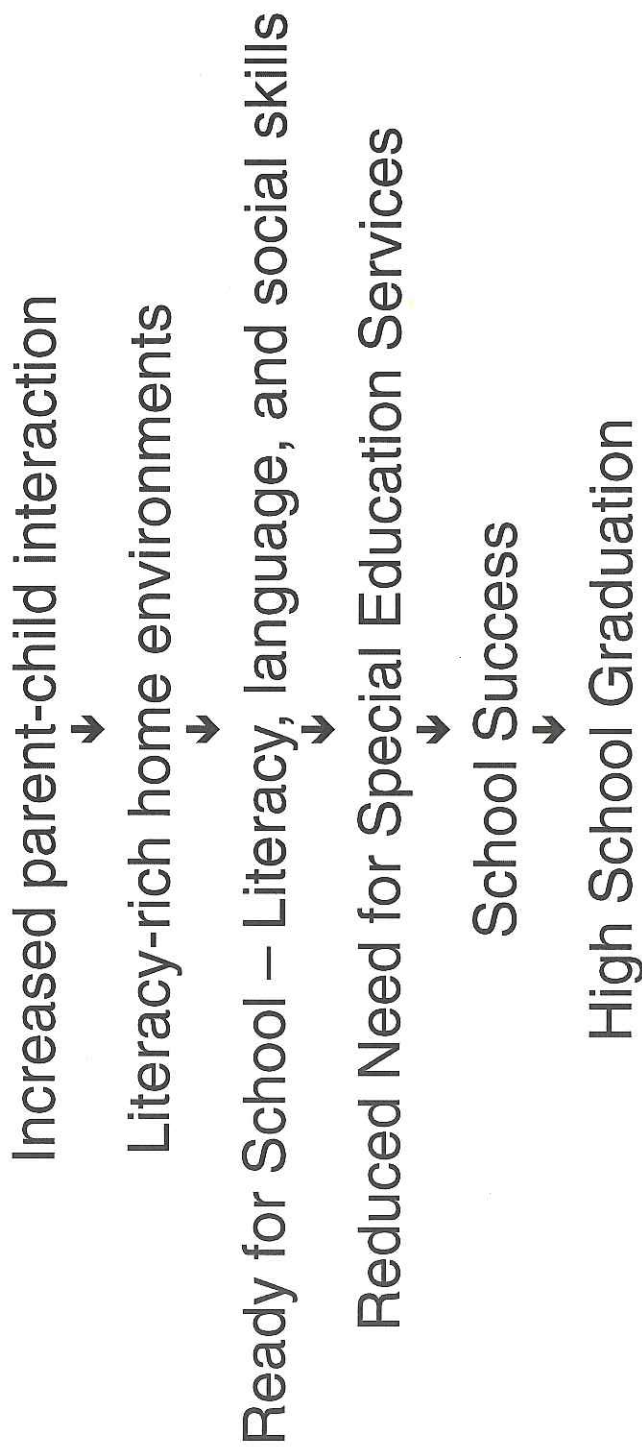 Increased parent-child interaction
Literacy-rich home environments
Ready for School – Literacy, language, and social skills
Reduced Need for Special Education Services
School Success
High School Graduation